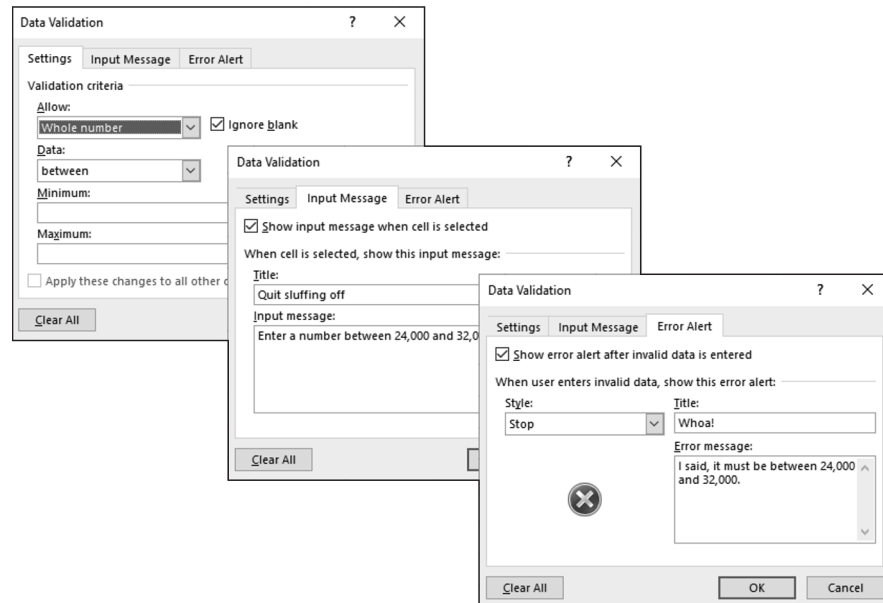 Data Validation ? ×
Settings Input Message Error Alert
Validation criteria
Allow:
Whole number Ignore blank
Data:
between
Minimum:
Maximum:
Apply these changes to all other
Clear All
Data Validation ? ×
Settings Input Message Error Alert
Show input message when cell is selected
When cell is selected, show this input message:
Title:
Quit sluffing off
Input message:
Enter a number between 24,000 and 32,0
Clear All
Data Validation ? ×
Settings Input Message Error Alert
Show error alert after invalid data is entered
When user enters invalid data, show this error alert:
Style: Title:
Stop Whoa!
Error message:
I said, it must be between 24,000
and 32,000.
Clear All OK Cancel